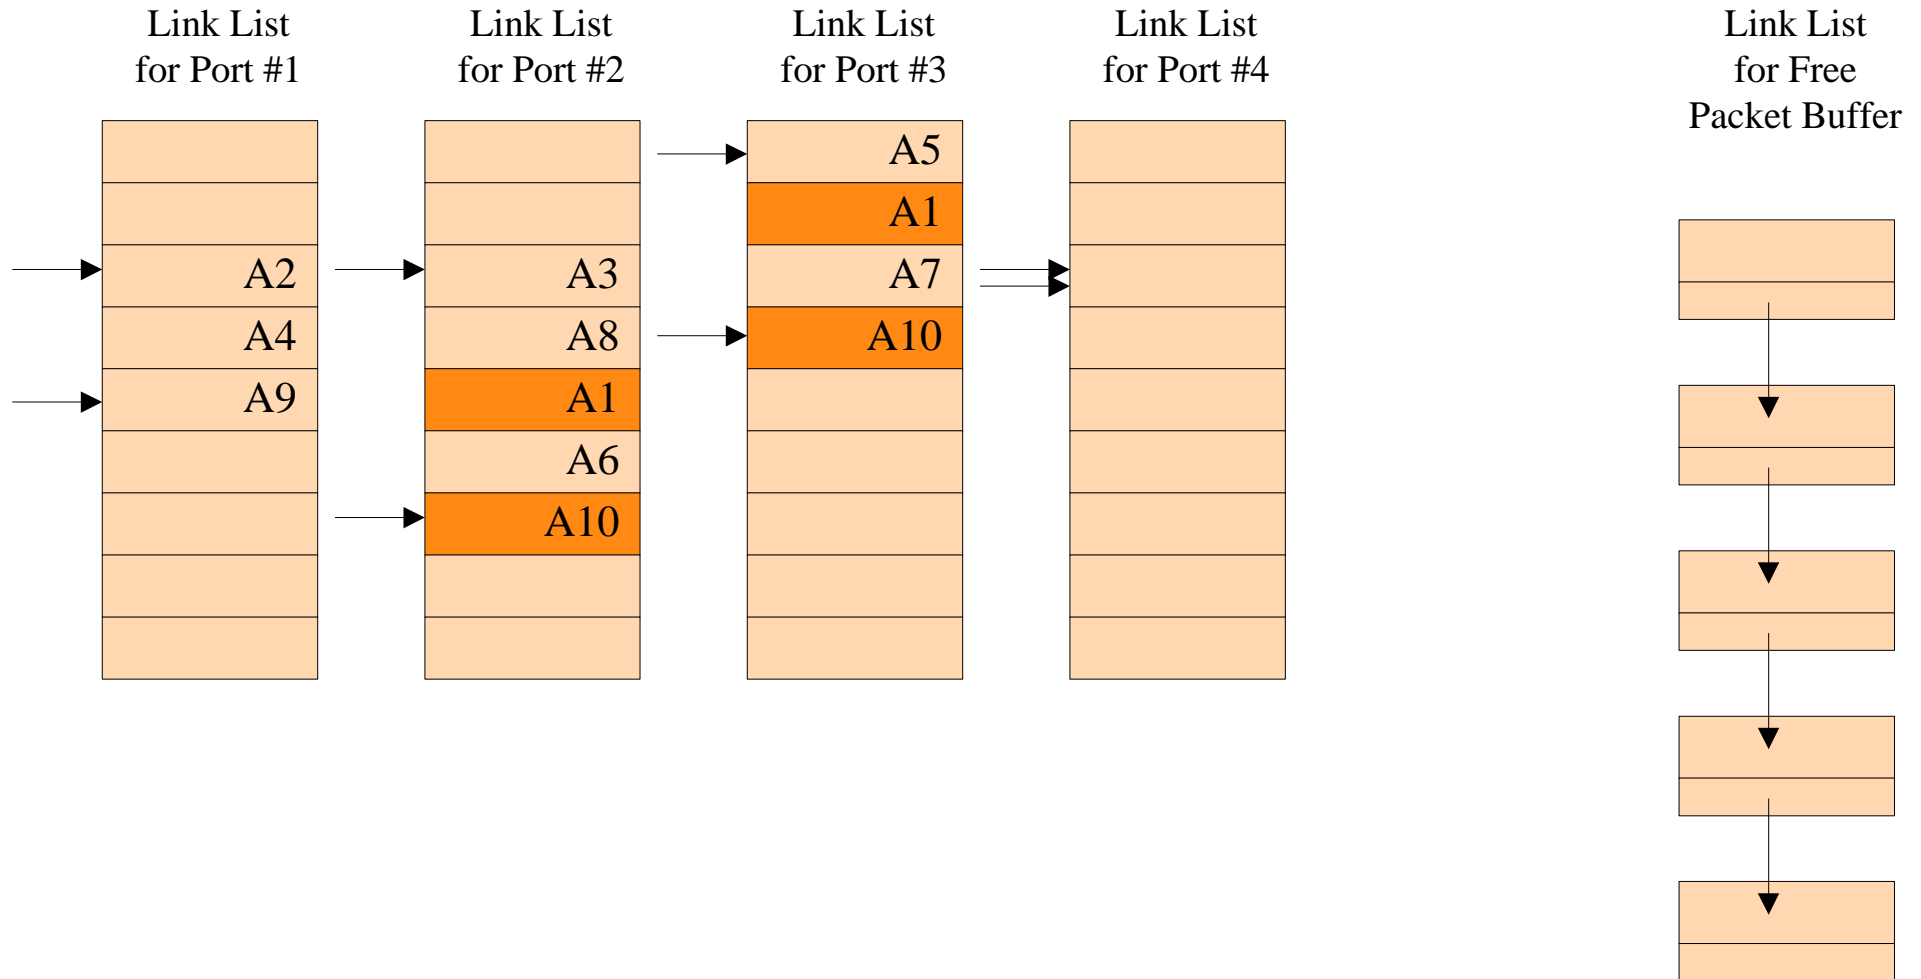 Link List
for Port #1
Link List
for Port #2
Link List
for Port #3
Link List
for Port #4
Link List
for Free
Packet Buffer
A2
A4
A9
A3
A8
A1
A6
A10
A5
A1
A7
A10